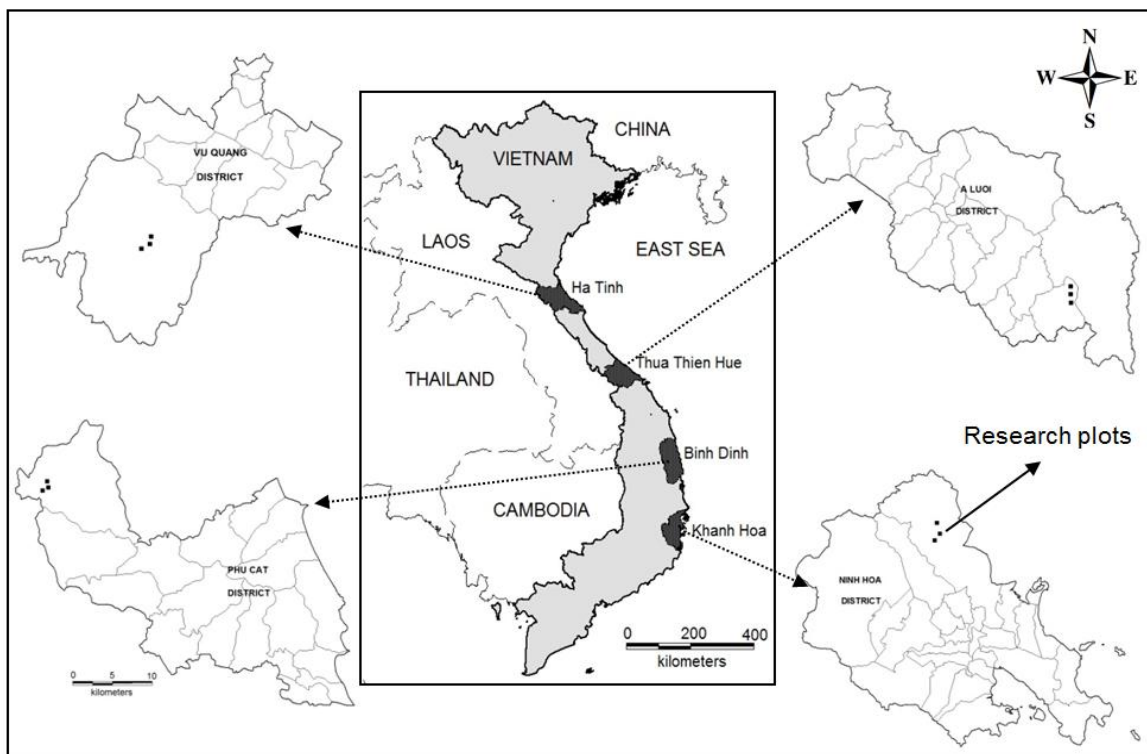 N
W E
S
VU QUANG
DISTRICT
CHINA
VIETNAM
LAOS
EAST SEA
Ha Tinh
Thua Thien Hue
THAILAND
Binh Dinh
CAMBODIA
Khanh Hoa
0 200 400
kilometers
A LUOI
DISTRICT
PHU CAT
DISTRICT
0 5 10
kilometers
Research plots
NINH HOA
DISTRICT